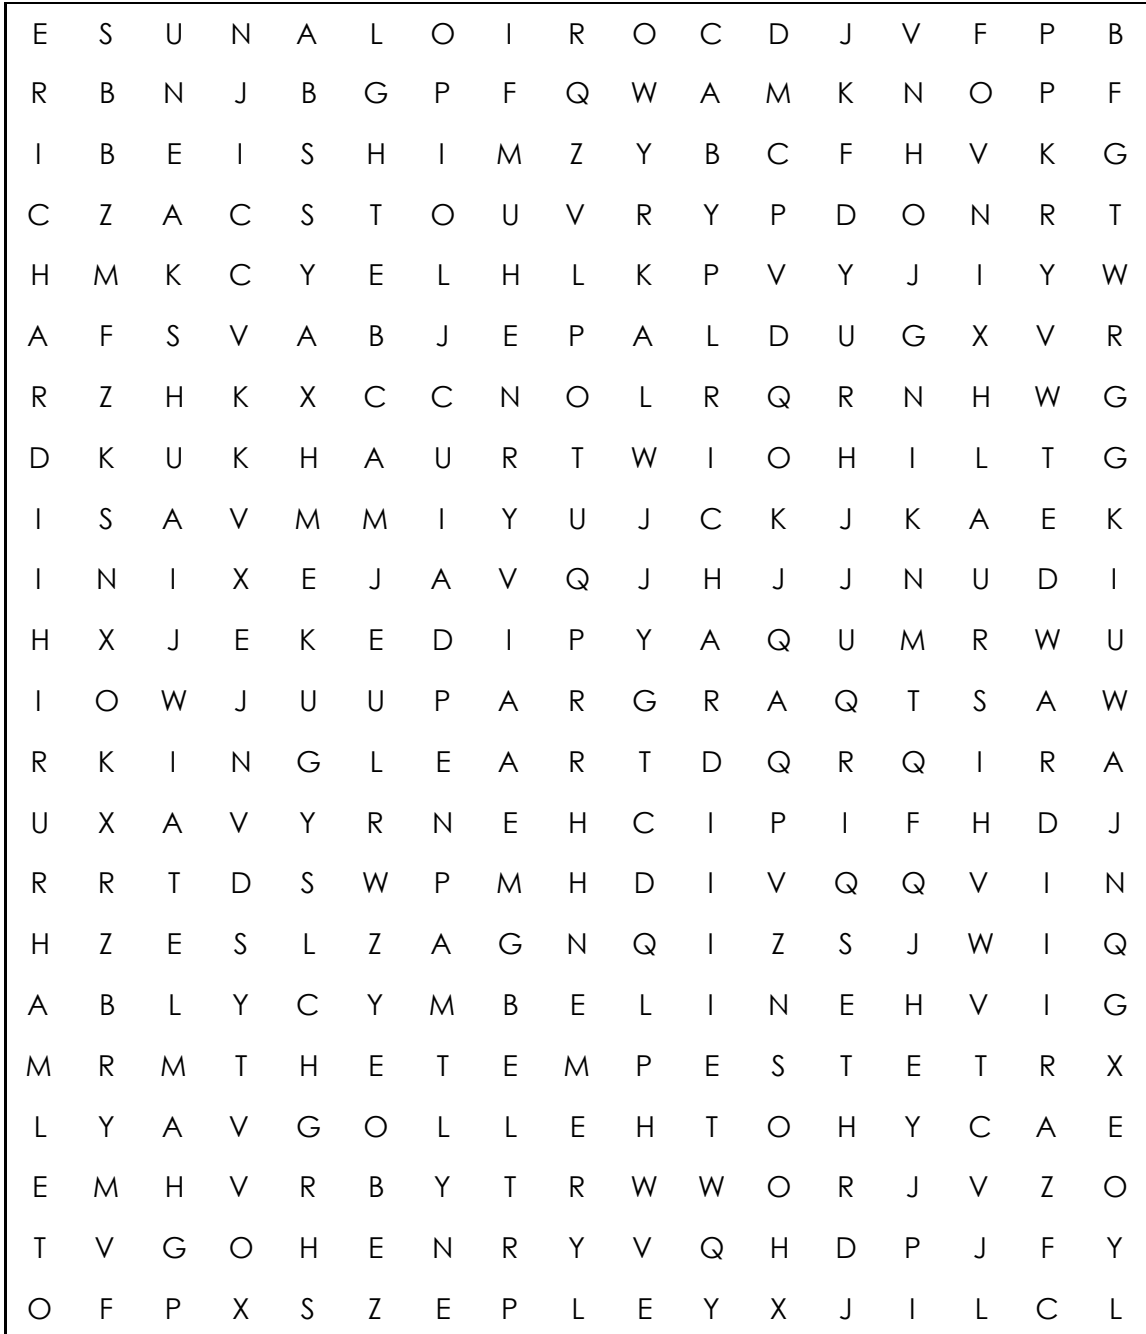 E S U N A L O I R O C D J V F P B
R B N J B G P F Q W A M K N O P F
I B E I S H I M Z Y B C F H V K G
C Z A C S T O U V R Y P D O N R T
H M K C Y E L H L K P V Y J I Y W
A F S V A B J E P A L D U G X V R
R Z H K X C C N O L R Q R N H W G
D K U K H A U R T W I O H I L T G
I S A V M M I Y U J C K J K A E K
I N I X E J A V Q J H J J N U D I
H X J E K E D I P Y A Q U M R W U
I O W J U U P A R G R A Q T S A W
R K I N G L E A R T D Q R Q I R A
U X A V Y R N E H C I P I F H D J
R R T D S W P M H D I V Q Q V I N
H Z E S L Z A G N Q I Z S J W I Q
A B L Y C Y M B E L I N E H V I G
M R M T H E T E M P E S T E T R X
L Y A V G O L L E H T O H Y C A E
E M H V R B Y T R W W O R J V Z O
T V G O H E N R Y V Q H D P J F Y
O F P X S Z E P L E Y X J I L C L